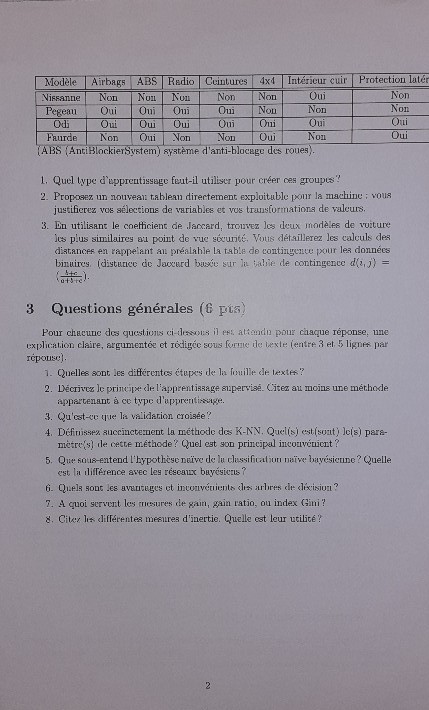 Modèle Airbags ABS Radio Ceintures 4x4 Intérieur cuir Protection latér
Nissanne Non Non Non Non Non Oui Non
Pegeau Oui Oui Oui Oui Non Non Non
Odi Oui Oui Oui Oui Oui Oui Oui
Faurde Non Oui Non Non Oui Non Oui
(ABS (AntiBlockierSystem) système d'anti-blocage des roues).
1. Quel type d'apprentissage faut-il utiliser pour créer ces groupes ?
2. Proposez un nouveau tableau directement exploitable pour la machine : vous
justifierez vos sélections de variables et vos transformations de valeurs.
3. En utilisant le coefficient de Jaccard, trouvez les deux modèles de voiture
les plus similaires au point de vue sécurité. Vous détaillerez les calculs des
distances en rappelant au préalable la table de contingence pour les données
binaires. (distance de Jaccard basée sur la table de contingence d(i, j) =
(b+c/a+b+c).
3 Questions générales (6 pts)
Pour chacune des questions ci-dessous il est attendu pour chaque réponse, une
explication claire, argumentée et rédigée sous forme de texte (entre 3 et 5 lignes par
réponse).
1. Quelles sont les différentes étapes de la fouille de textes ?
2. Décrivez le principe de l'apprentissage supervisé. Citez au moins une méthode
appartenant à ce type d'apprentissage.
3. Qu'est-ce que la validation croisée ?
4. Définissez succinctement la méthode des K-NN. Quel(s) est(sont) le(s) para-
mètre(s) de cette méthode ? Quel est son principal inconvénient ?
5. Que sous-entend l'hypothèse naïve de la classification naïve bayésienne ? Quelle
est la différence avec les réseaux bayésiens ?
6. Quels sont les avantages et inconvénients des arbres de décision ?
7. A quoi servent les mesures de gain, gain ratio, ou index Gini ?
8. Citez les différentes mesures d'inertie. Quelle est leur utilité ?
2